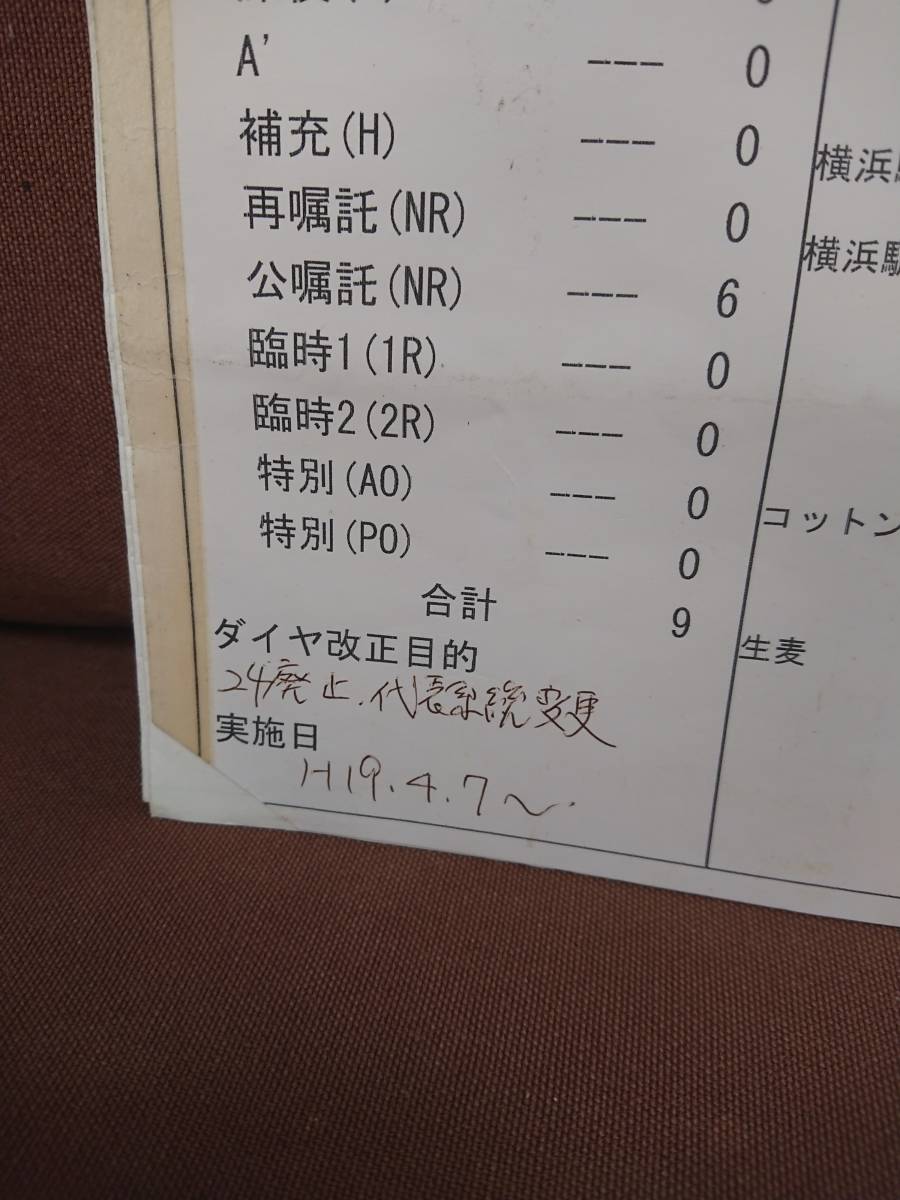 A' --- 0
補充(H) --- 0
再嘱託(NR) --- 0
公嘱託(NR) --- 6
臨時1(1R) --- 0
臨時2(2R) --- 0
特別(AO) --- 0
特別(PO) --- 0
合計 9
ダイヤ改正目的
24廃止.代表系統変更
実施日
H19.4.7〜.
横浜
横浜
コットン
生麦